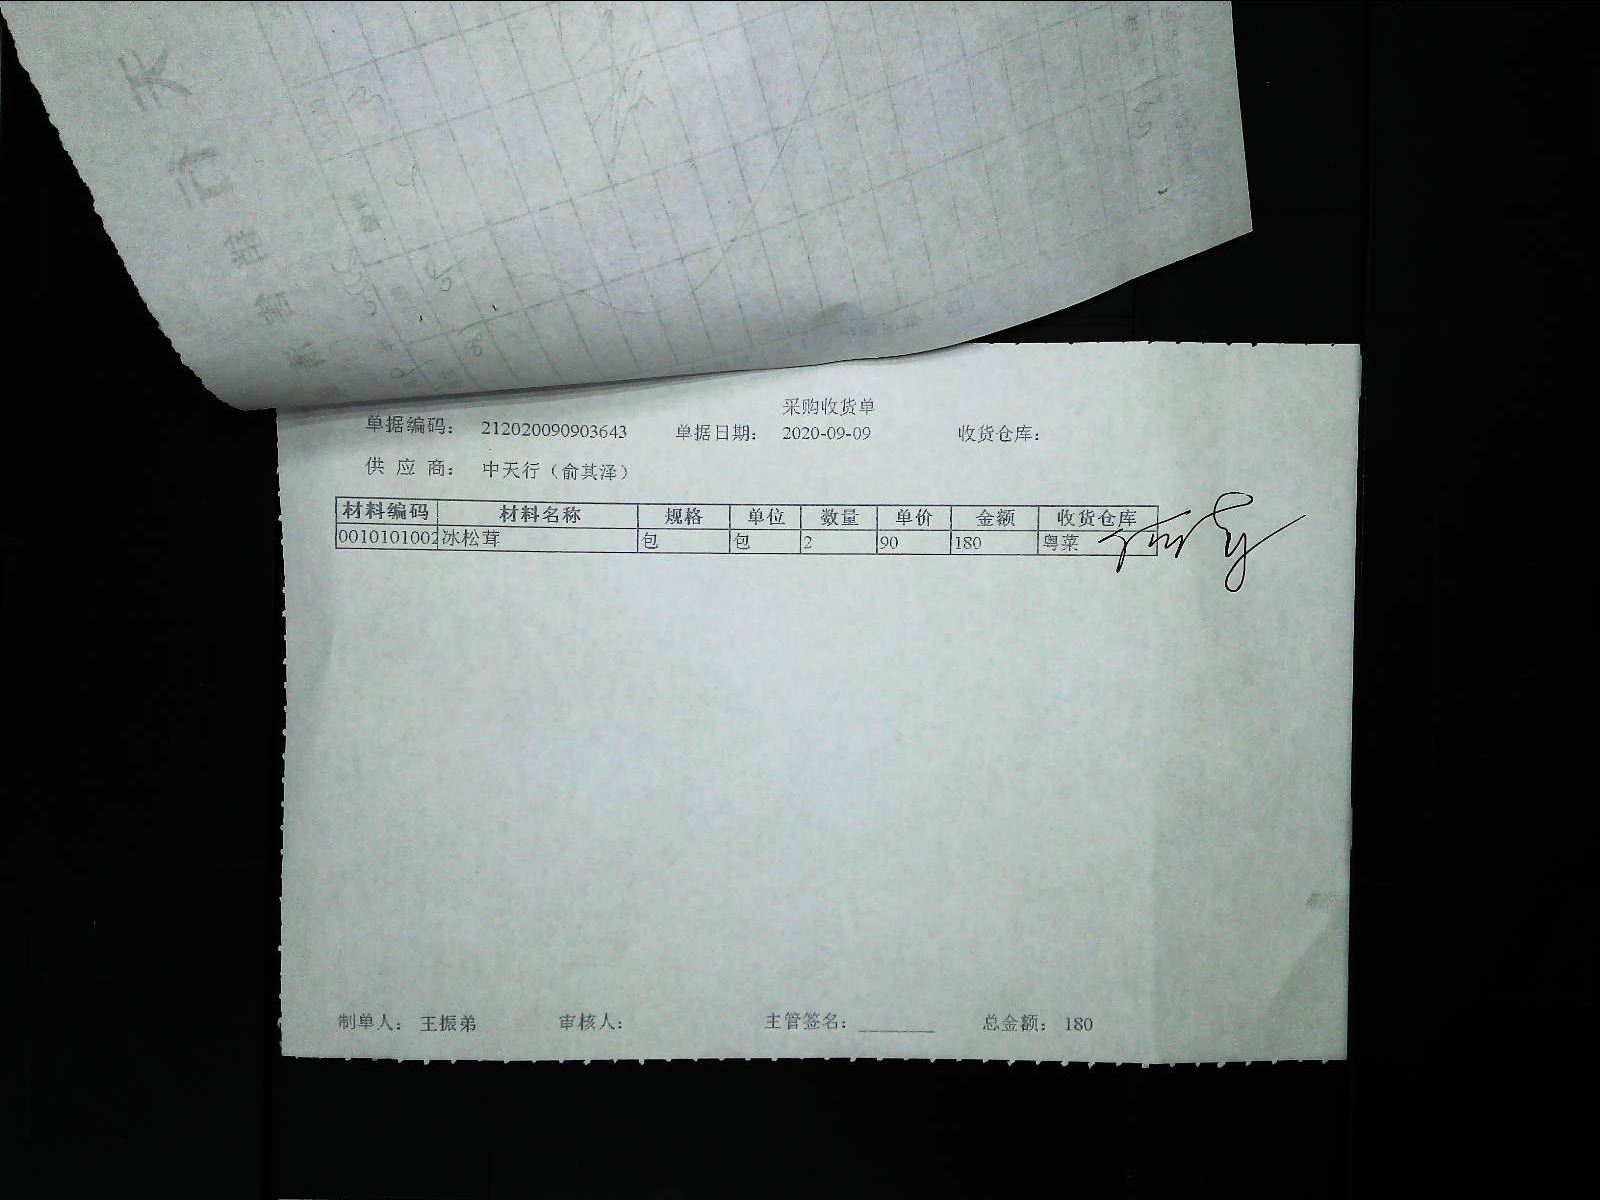 采购收货单
单据编码： 212020090903643 单据日期： 2020-09-09 收货仓库：
供 应 商： 中天行（俞其泽）
材料编码 材料名称 规格 单位 数量 单价 金额 收货仓库
0010101002 冰松茸 包 包 2 90 180 粤菜
制单人： 王振弟 审核人： 主管签名： ________ 总金额： 180